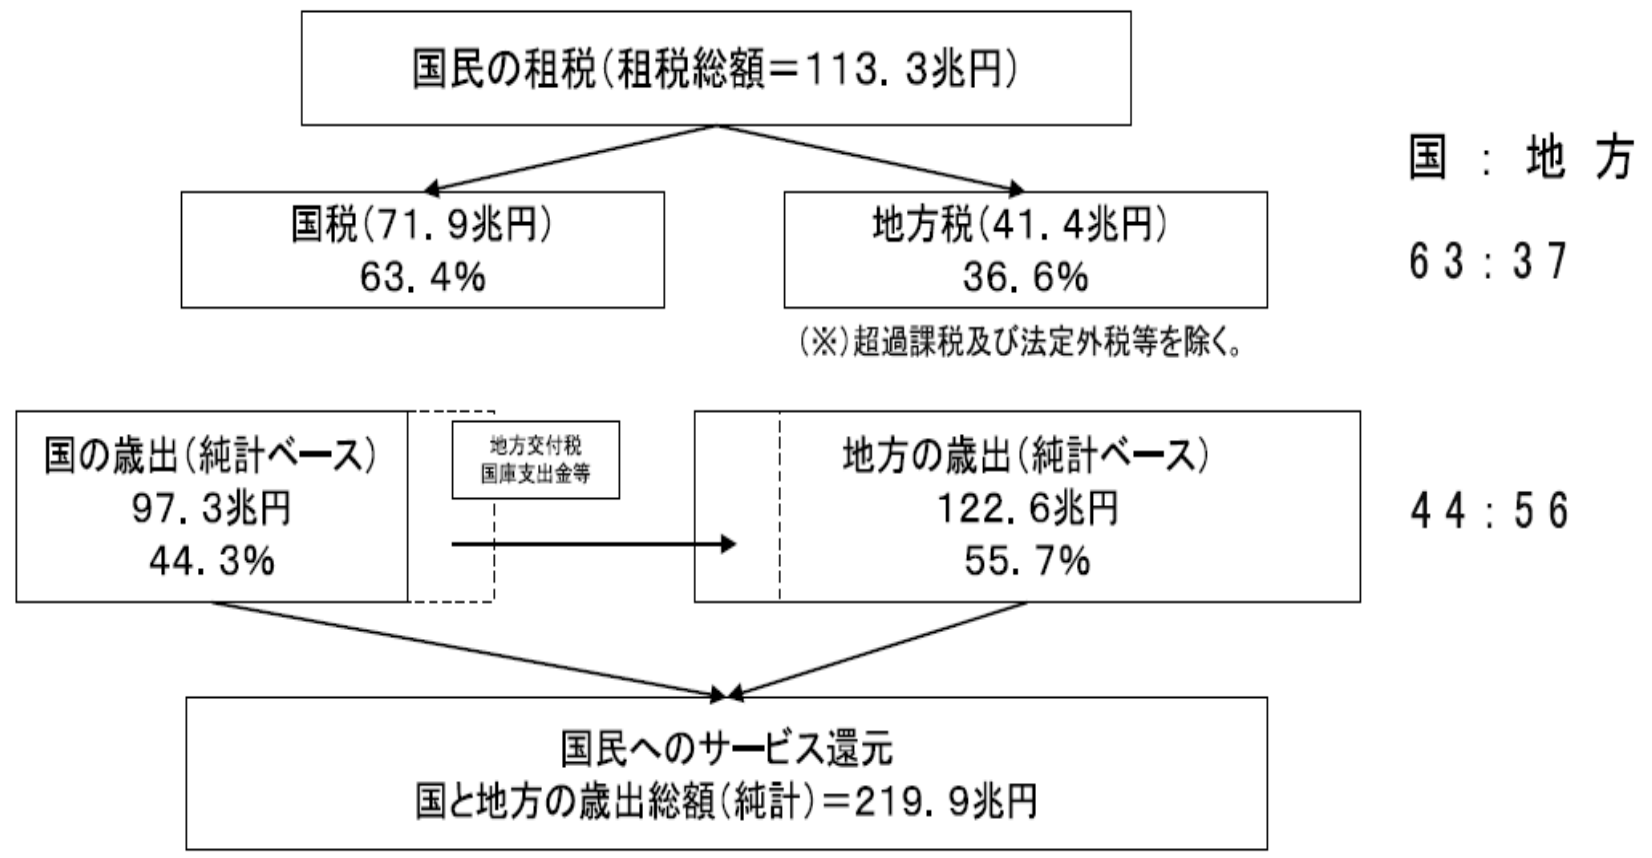 国民の租税(租税総額=113.3兆円)
国 : 地 方
国税(71.9兆円)
63.4%
地方税(41.4兆円)
36.6%
63:37
(※)超過課税及び法定外税等を除く。
国の歳出(純計ベース)
97.3兆円
44.3%
地方交付税
国庫支出金等
地方の歳出(純計ベース)
122.6兆円
55.7%
44:56
国民へのサービス還元
国と地方の歳出総額(純計)=219.9兆円